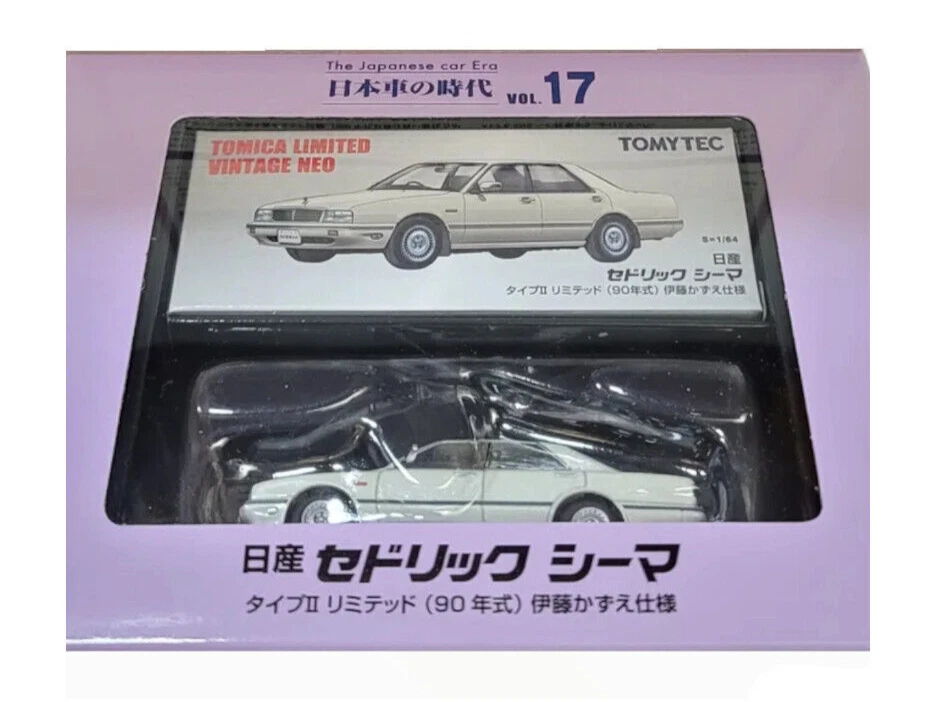 The Japanese car Era
日本車の時代 VOL.17
TOMICA LIMITED
VINTAGE NEO
TOMYTEC
S=1/64
日産
セドリック シーマ
タイプII リミテッド（90年式）伊藤かずえ仕様
日産 セドリック シーマ
タイプII リミテッド（90年式）伊藤かずえ仕様